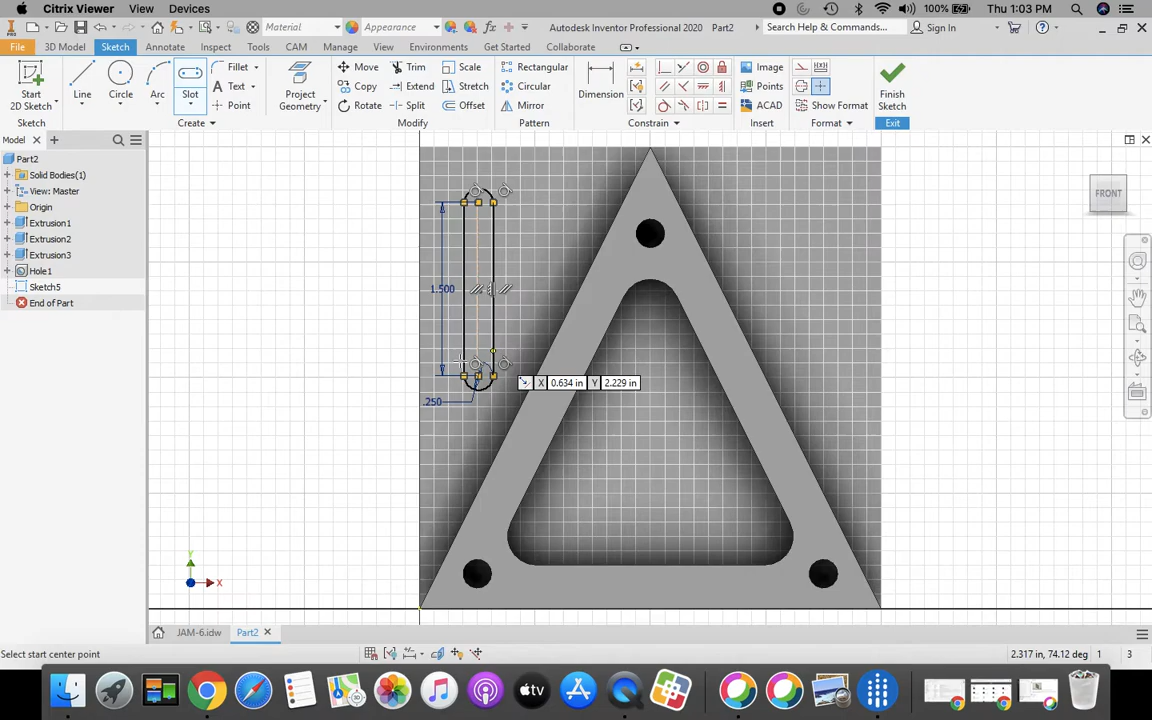 Citrix Viewer View Devices 100% Thu 1:03 PM
Material Appearance Autodesk Inventor Professional 2020 Part2 Search Help & Commands... Sign In
File 3D Model Sketch Annotate Inspect Tools CAM Manage View Environments Get Started Collaborate
Start
2D Sketch
Line
Circle
Arc
Slot
Fillet
Text
Point
Project
Geometry
Move
Copy
Rotate
Trim
Extend
Split
Scale
Stretch
Offset
Rectangular
Circular
Mirror
Dimension
Image
Points
ACAD
Show Format
Finish
Sketch
Sketch Create Modify Pattern Constrain Insert Format Exit
Model
Part2
Solid Bodies(1)
View: Master
Origin
Extrusion1
Extrusion2
Extrusion3
Hole1
Sketch5
End of Part
FRONT
1.500
.250
X 0.634 in Y 2.229 in
Y
X
JAM-6.idw Part2
Select start center point 2.317 in, 74.12 deg 1 3
tv